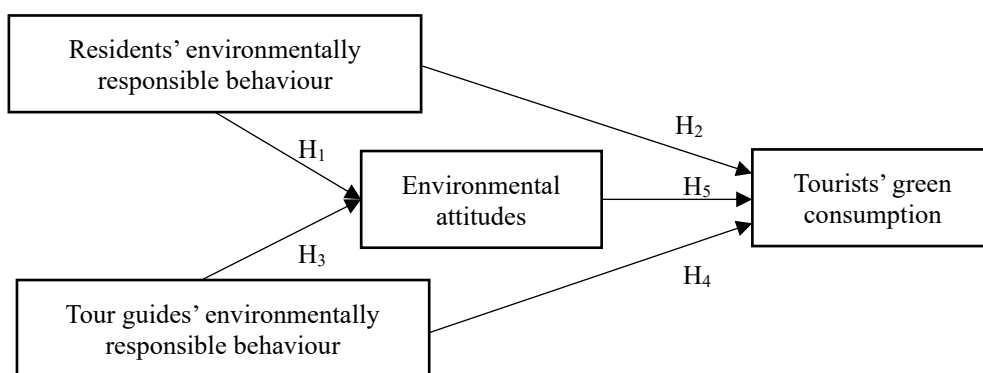 Residents’ environmentally
responsible behaviour
H₂
H₁
Environmental
attitudes
H₅
Tourists’ green
consumption
H₃
H₄
Tour guides’ environmentally
responsible behaviour